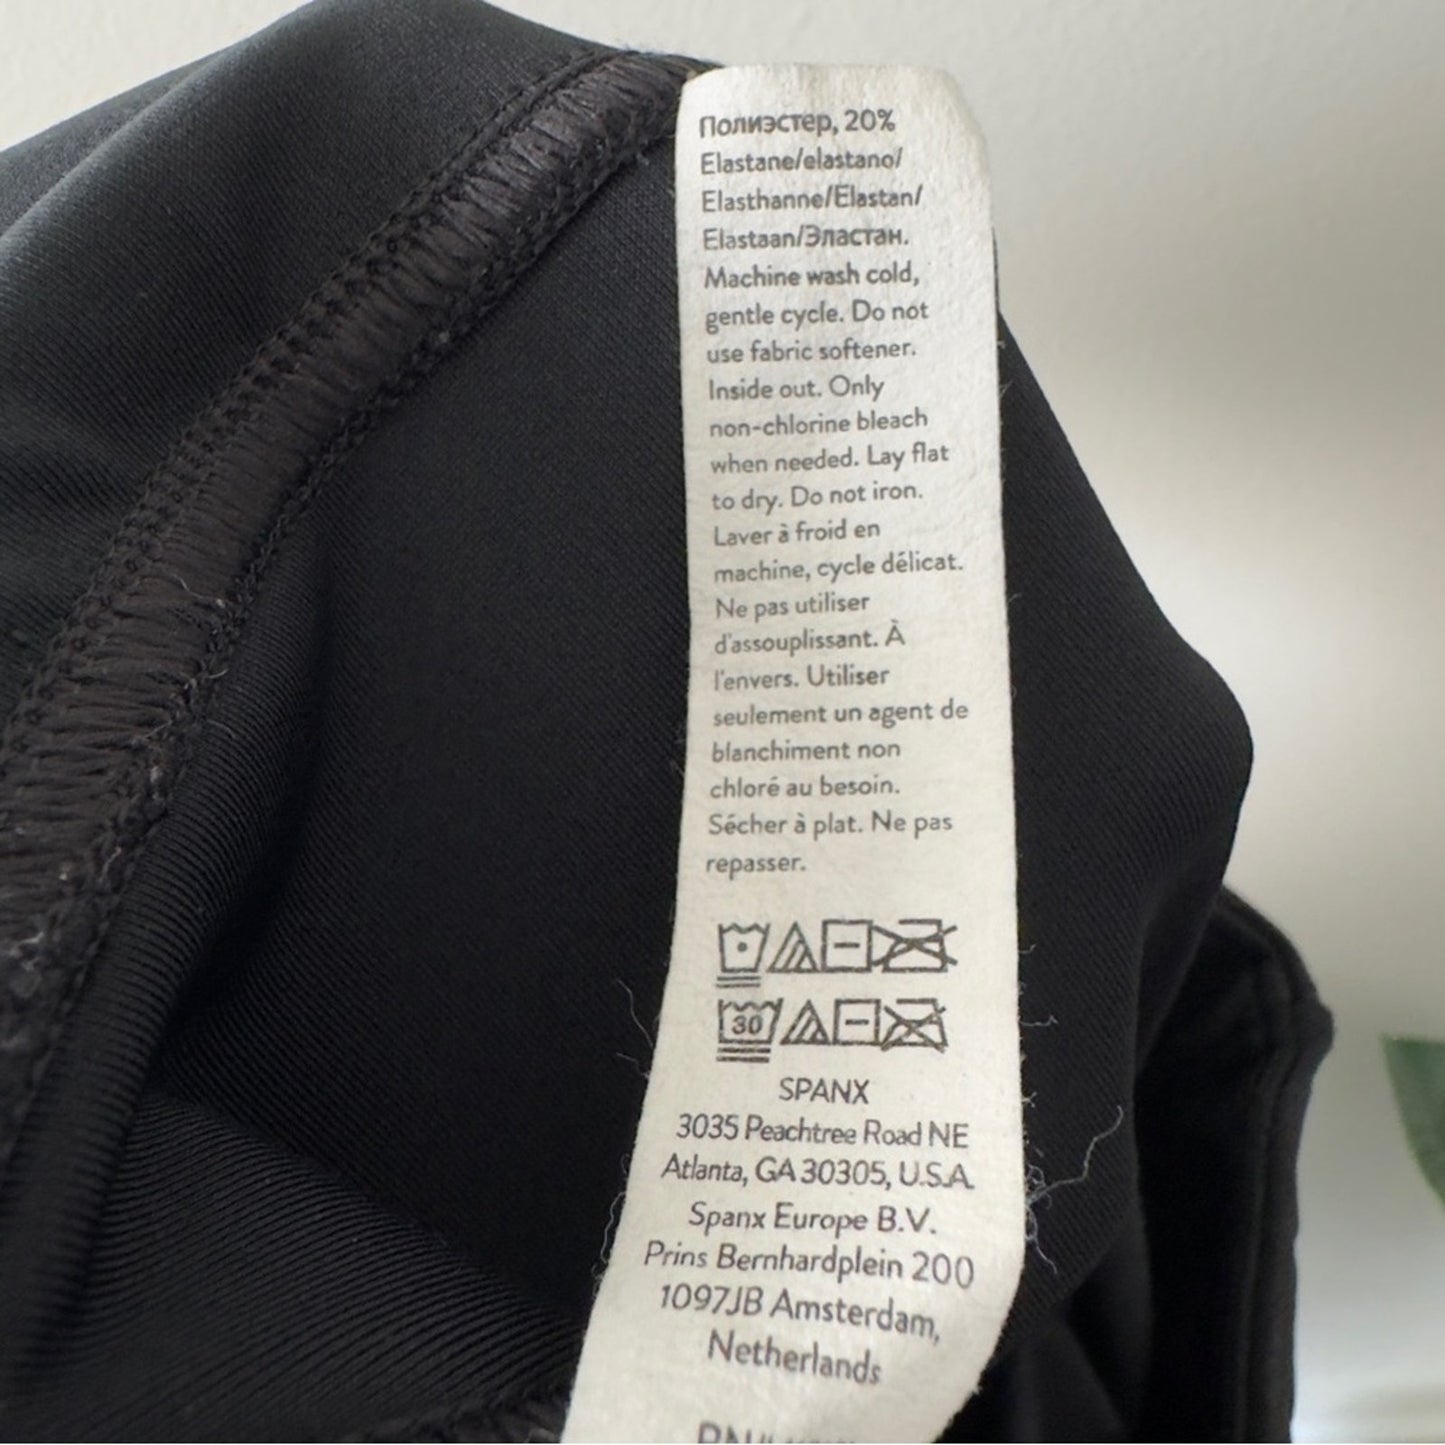 Полиэстер, 20%
Elastane/elastano/
Elasthanne/Elastan/
Elastaan/Эластан.
Machine wash cold,
gentle cycle. Do not
use fabric softener.
Inside out. Only
non-chlorine bleach
when needed. Lay flat
to dry. Do not iron.
Laver à froid en
machine, cycle délicat.
Ne pas utiliser
d'assouplissant. À
l'envers. Utiliser
seulement un agent de
blanchiment non
chloré au besoin.
Sécher à plat. Ne pas
repasser.
30
SPANX
3035 Peachtree Road NE
Atlanta, GA 30305, U.S.A.
Spanx Europe B.V.
Prins Bernhardplein 200
1097JB Amsterdam,
Netherlands